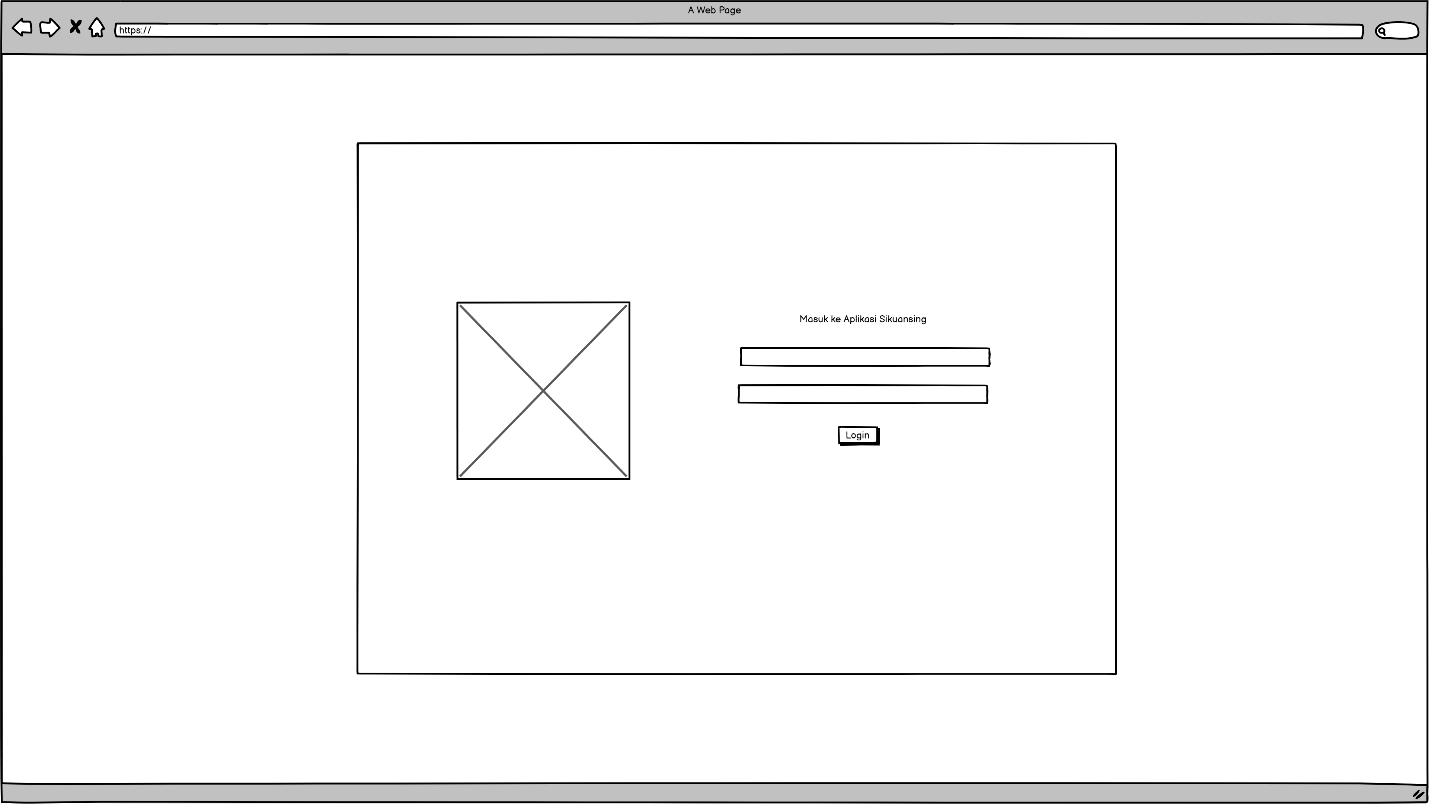 A Web Page
https://
Masuk ke Aplikasi Sikuansing
Login